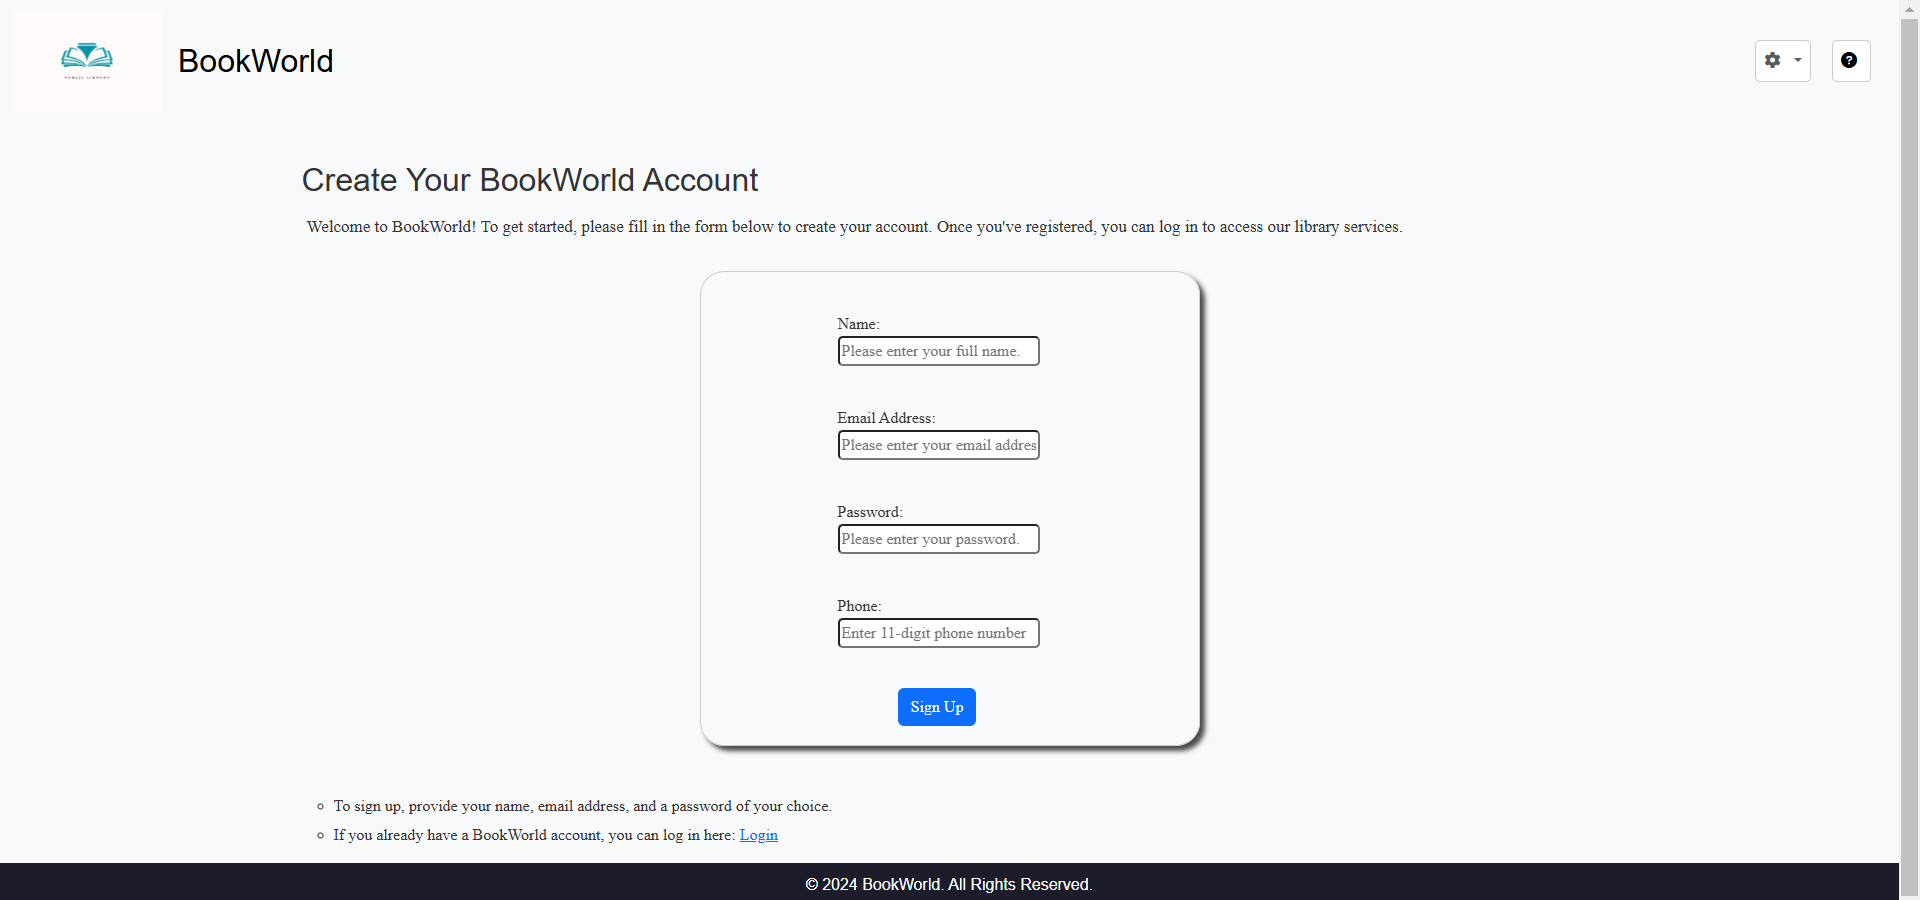 PUBLIC LIBRARY
BookWorld
Create Your BookWorld Account
Welcome to BookWorld! To get started, please fill in the form below to create your account. Once you've registered, you can log in to access our library services.
Name:
Please enter your full name.
Email Address:
Please enter your email addres
Password:
Please enter your password.
Phone:
Enter 11-digit phone number
Sign Up
To sign up, provide your name, email address, and a password of your choice.
If you already have a BookWorld account, you can log in here: Login
© 2024 BookWorld. All Rights Reserved.